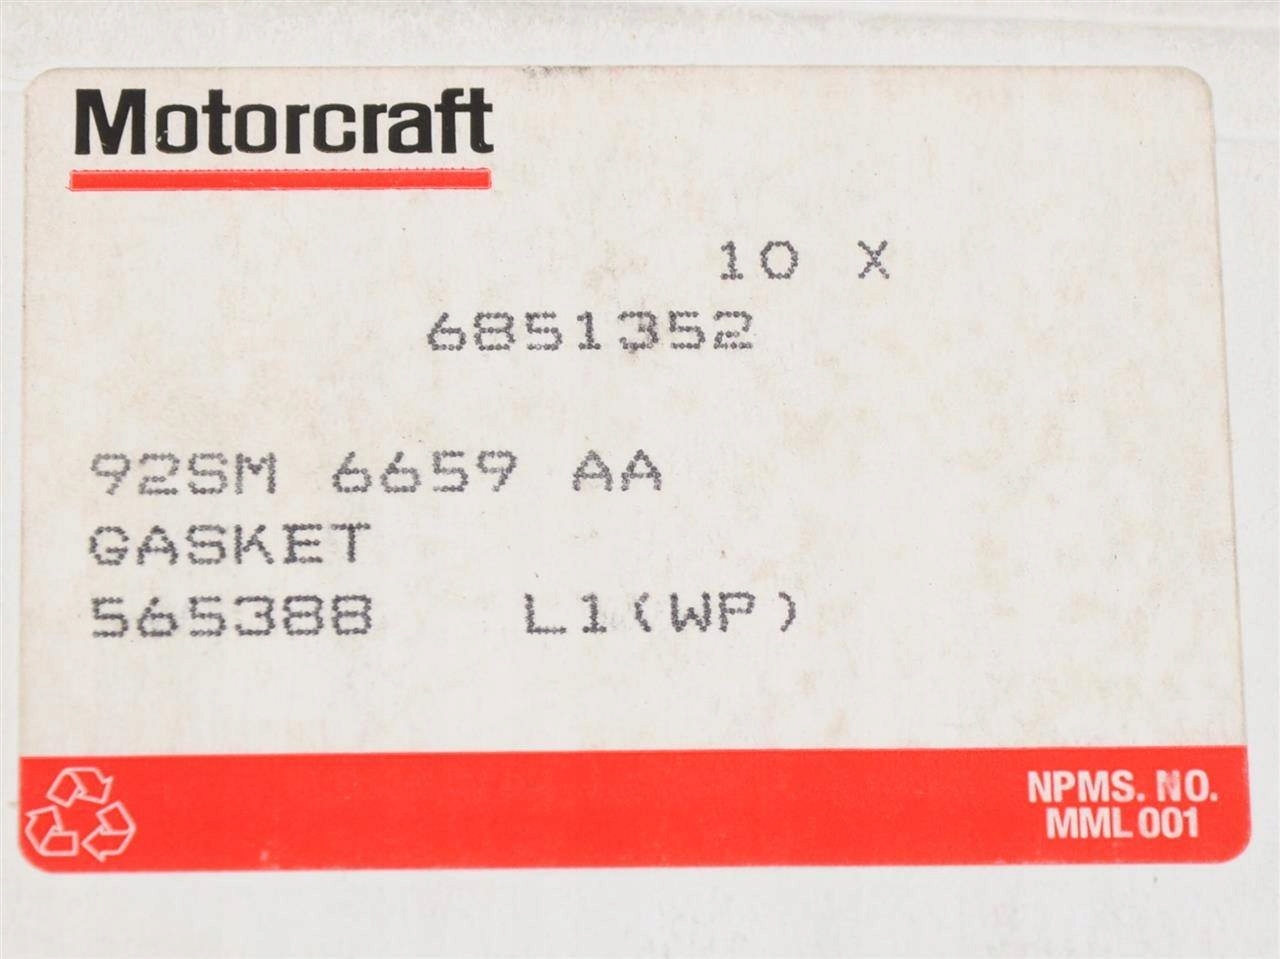 Motorcraft
10 X
6851352
92SM 6659 AA
GASKET
565388 L1(WP)
NPMS. NO.
MML 001